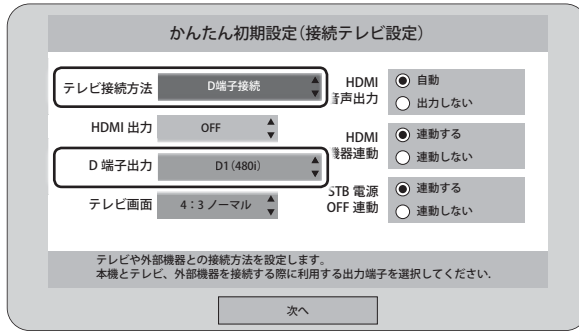 かんたん初期設定（接続テレビ設定）
テレビ接続方法
D端子接続
HDMI
音声出力
自動
出力しない
HDMI 出力
OFF
HDMI
機器連動
連動する
連動しない
D 端子出力
D1（480i）
テレビ画面
4：3 ノーマル
STB 電源
OFF 連動
連動する
連動しない
テレビや外部機器との接続方法を設定します。
本機とテレビ、外部機器を接続する際に利用する出力端子を選択してください.
次へ